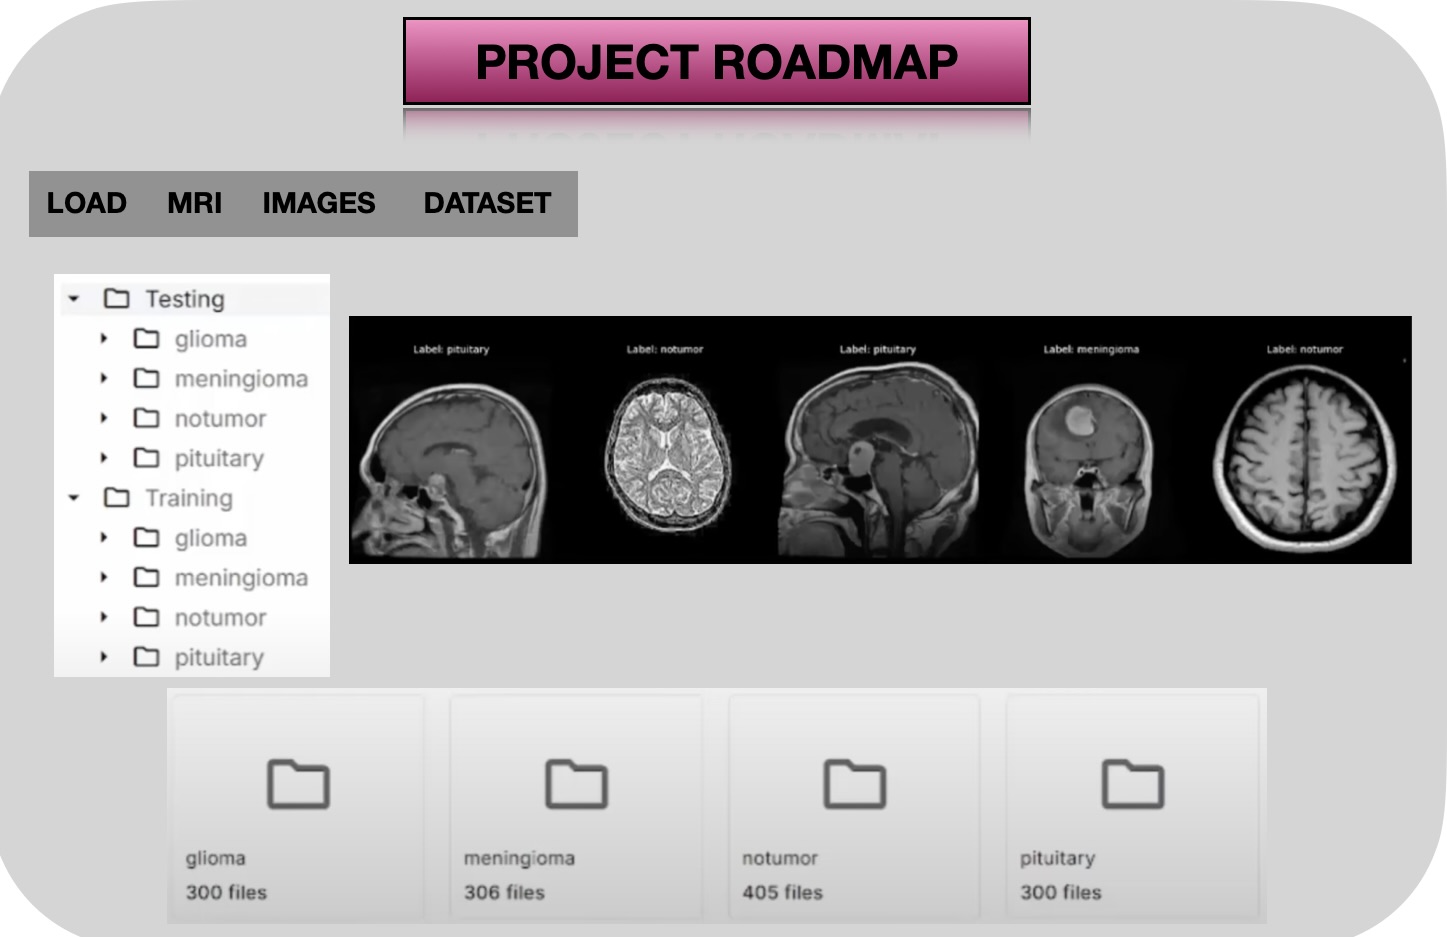 PROJECT ROADMAP
LOAD MRI IMAGES DATASET
Testing
glioma
meningioma
notumor
pituitary
Training
glioma
meningioma
notumor
pituitary
Label: pituitary
Label: notumor
Label: pituitary
Label: meningioma
Label: notumor
glioma
300 files
meningioma
306 files
notumor
405 files
pituitary
300 files